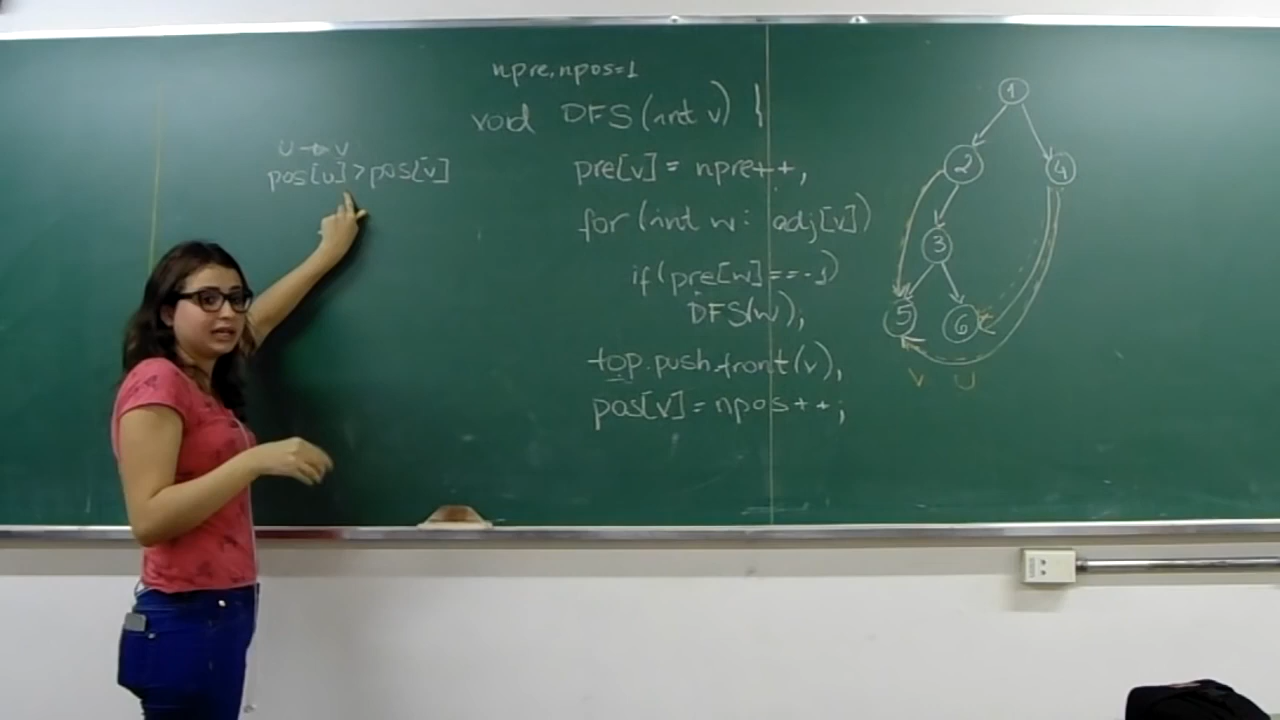 npre, npos=1
void DFS(int v) {
pre[v] = npre++;
for (int w: adj[v])
if (pre[w]==-1)
DFS(w);
top.push_front(v);
pos[v] = npos++;
U → V
pos[u] > pos[v]
1
2
4
3
5
6
V U